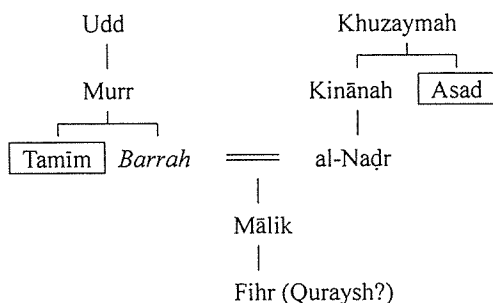 Udd Khuzaymah
Murr Kinānah Asad
Tamīm Barrah al-Naḍr
Mālik
Fihr (Quraysh?)